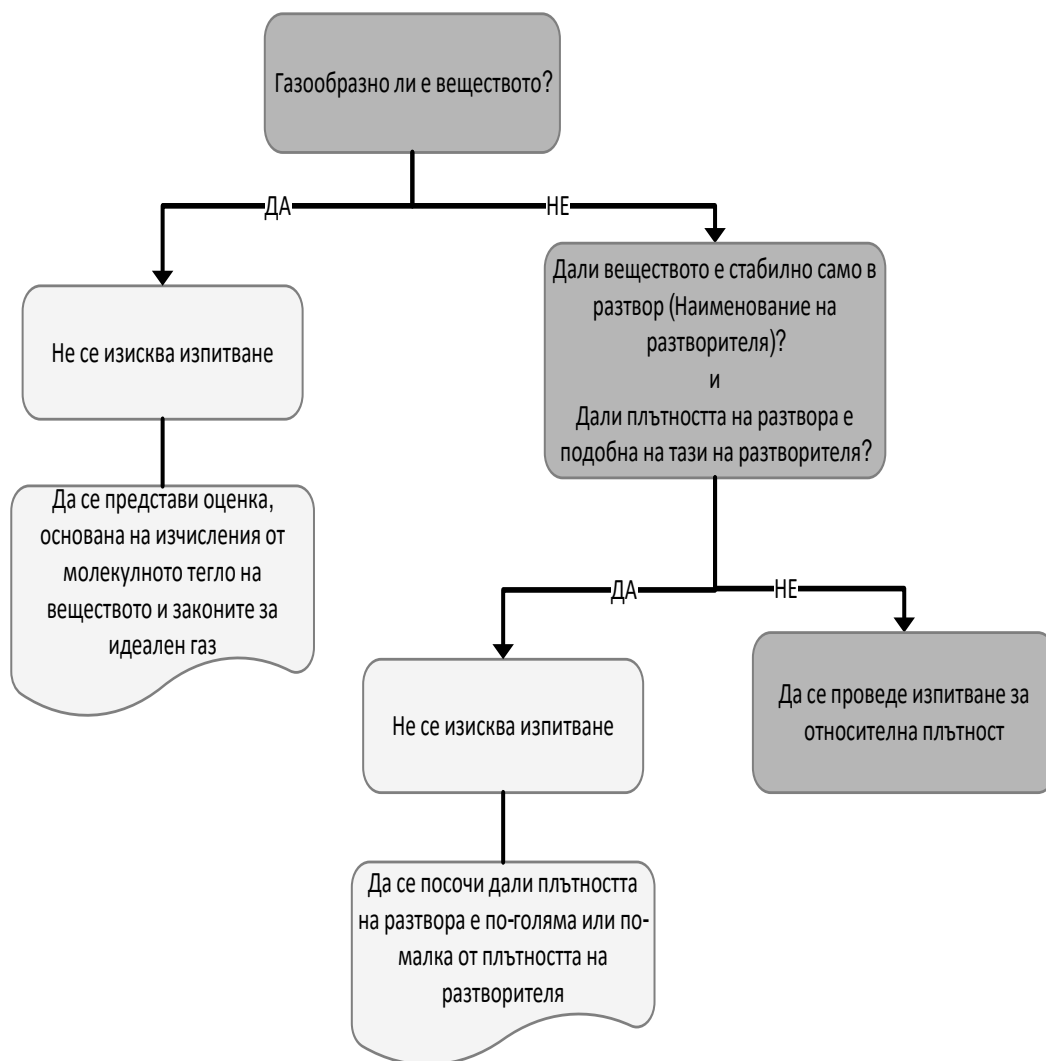 Газообразно ли е веществото?
ДА
НЕ
Не се изисква изпитване
Да се представи оценка,
основана на изчисления от
молекулното тегло на
веществото и законите за
идеален газ
Дали веществото е стабилно само в
разтвор (Наименование на
разтворителя)?
и
Дали плътността на разтвора е
подобна на тази на разтворителя?
ДА
НЕ
Не се изисква изпитване
Да се посочи дали плътността
на разтвора е по-голяма или по-
малка от плътността на
разтворителя
Да се проведе изпитване за
относителна плътност